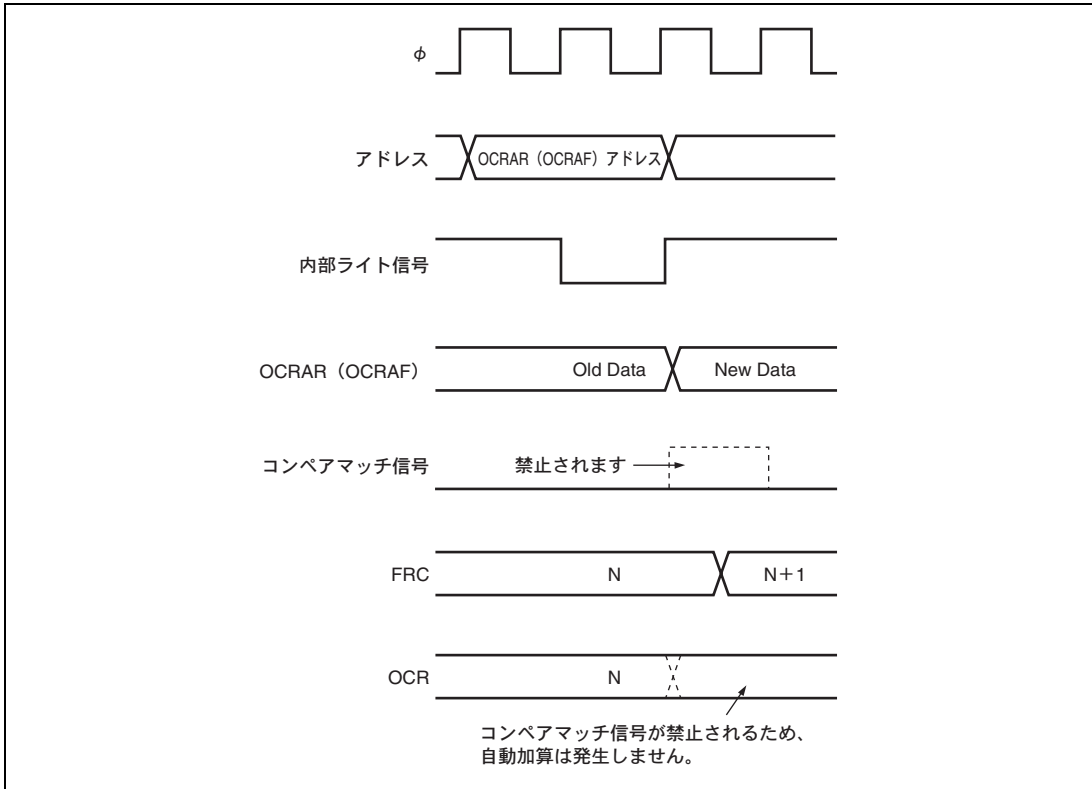 φ
アドレス
OCRAR（OCRAF）アドレス
内部ライト信号
OCRAR（OCRAF）
Old Data
New Data
コンペアマッチ信号
禁止されます
FRC
N
N＋1
OCR
N
コンペアマッチ信号が禁止されるため、
自動加算は発生しません。